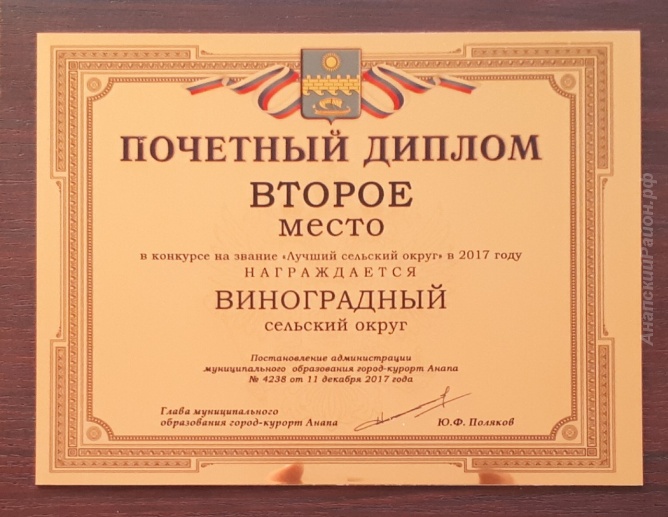 ПОЧЕТНЫЙ ДИПЛОМ
ВТОРОЕ
место
в конкурсе на звание «Лучший сельский округ» в 2017 году
НАГРАЖДАЕТСЯ
ВИНОГРАДНЫЙ
сельский округ
Постановление администрации
муниципального образования город-курорт Анапа
№ 4238 от 11 декабря 2017 года
Глава муниципального
образования город-курорт Анапа
Ю.Ф. Поляков
АнапскийРайон.рф